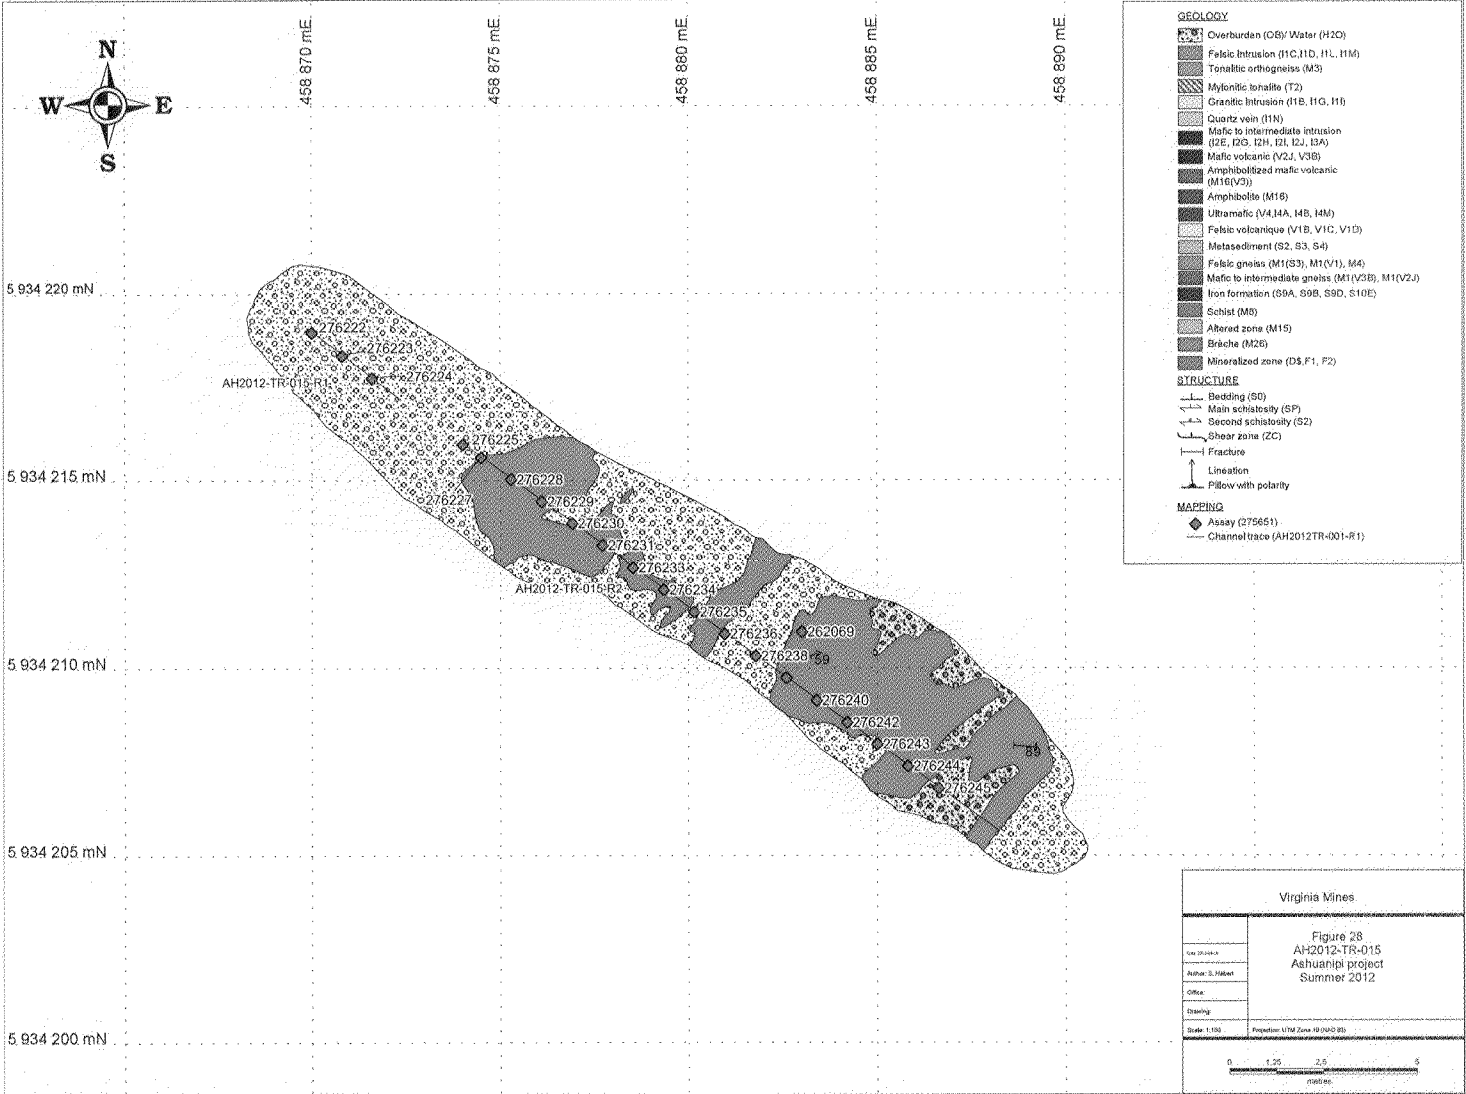 N
W E
S
458 870 mE
458 875 mE
458 880 mE
458 885 mE
458 890 mE
5 934 220 mN
5 934 215 mN
5 934 210 mN
5 934 205 mN
5 934 200 mN
276222
276223
276224
AH2012-TR-015-R1
276225
276227
276228
276229
276230
276231
276233
AH2012-TR-015-R2
276234
276235
276236
262069
276238
59
276240
276242
276243
89
276244
276245
GEOLOGY
Overburden (OB)/ Water (H2O)
Felsic Intrusion (I1C,I1D, I1L, I1M)
Tonalitic orthogneiss (M3)
Mylonitic tonalite (T2)
Granitic Intrusion (I1B, I1G, I1I)
Quartz vein (I1N)
Mafic to intermediate intrusion
(I2E, I2G, I2H, I2I, I2J, I3A)
Mafic volcanic (V2J, V3B)
Amphibolitized mafic volcanic
(M16(V3))
Amphibolite (M16)
Ultramafic (V4,I4A, I4B, I4M)
Felsic volcanique (V1B, V1C, V1D)
Metasediment (S2, S3, S4)
Felsic gneiss (M1(S3), M1(V1), M4)
Mafic to intermediate gneiss (M1(V3B), M1(V2J)
Iron formation (S9A, S9B, S9D, S10E)
Schist (M8)
Altered zone (M15)
Brèche (M26)
Mineralized zone (D$,F1, F2)
STRUCTURE
Bedding (S0)
Main schistosity (SP)
Second schistosity (S2)
Shear zone (ZC)
Fracture
Lineation
Pillow with polarity
MAPPING
Assay (275651)
Channel trace (AH2012TR-001-R1)
Virginia Mines
Figure 28
AH2012-TR-015
Ashuanipi project
Summer 2012
Author: S. Hébert
Office:
Drawing:
Scale: 1:100
Projection: UTM Zone 19 (NAD 83)
0 1,25 2,5 5
metres